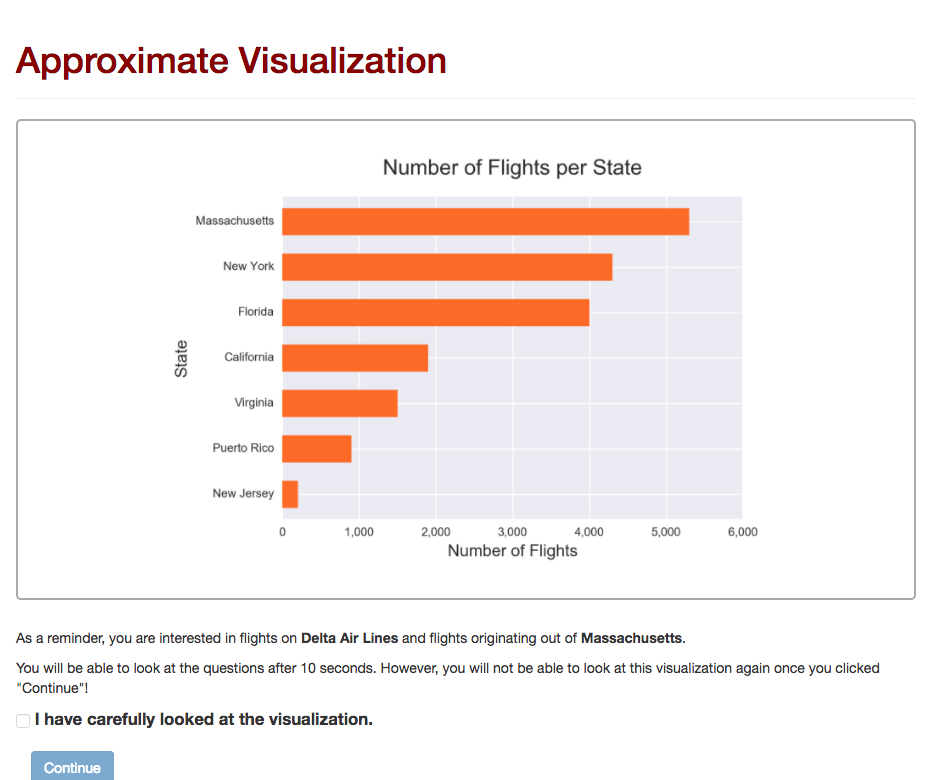 Approximate Visualization
Number of Flights per State
Massachusetts
New York
Florida
California
Virginia
Puerto Rico
New Jersey
State
0 1,000 2,000 3,000 4,000 5,000 6,000
Number of Flights
As a reminder, you are interested in flights on Delta Air Lines and flights originating out of Massachusetts.
You will be able to look at the questions after 10 seconds. However, you will not be able to look at this visualization again once you clicked
"Continue"!
I have carefully looked at the visualization.
Continue